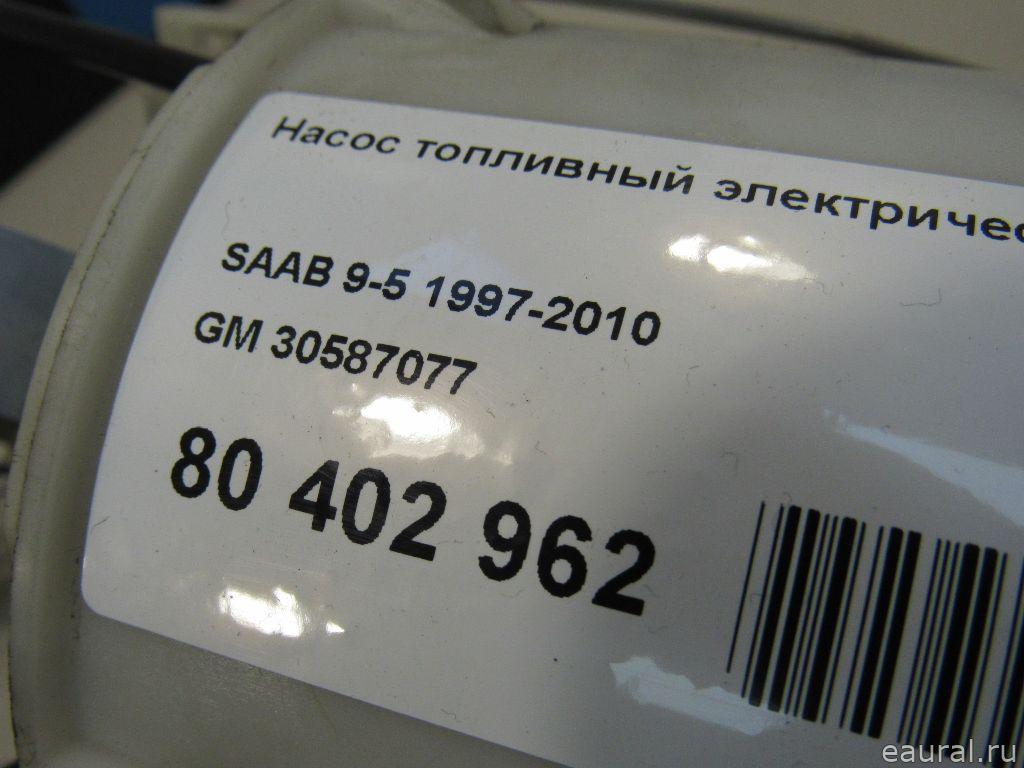 Насос топливный электричес
SAAB 9-5 1997-2010
GM 30587077
80 402 962
eaural.ru